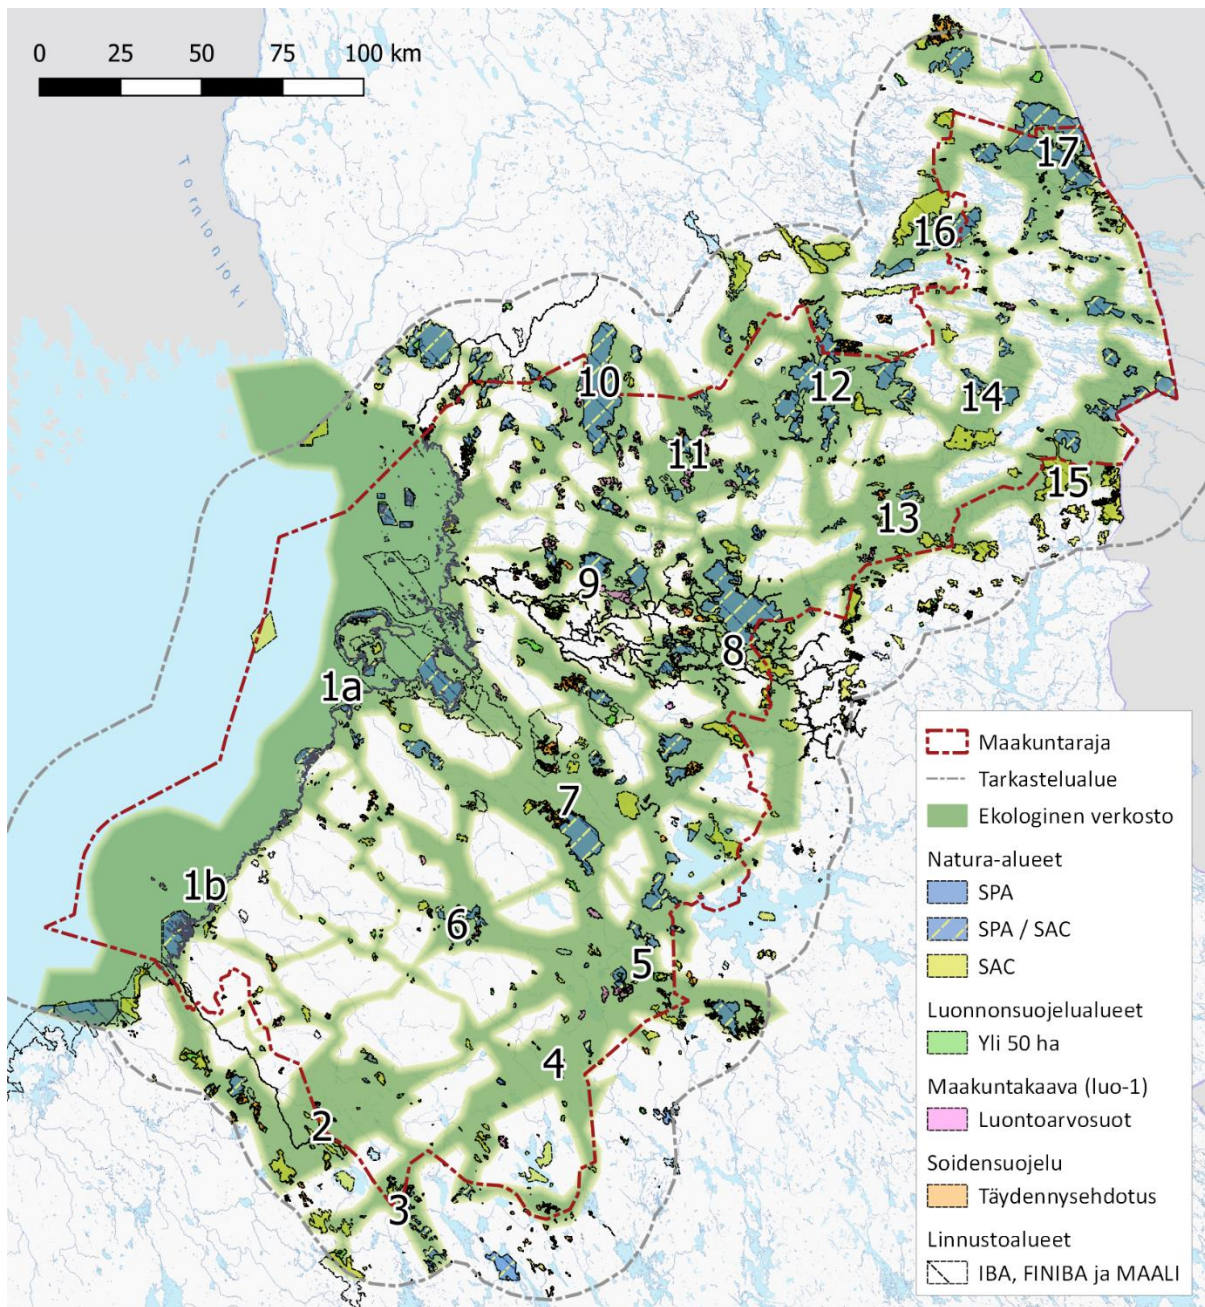 0 25 50 75 100 km
Tornionjoki
17
16
10
12
14
11
15
13
9
8
1a
7
1b
6
5
4
2
3
Maakuntaraja
Tarkastelualue
Ekologinen verkosto
Natura-alueet
SPA
SPA / SAC
SAC
Luonnonsuojelualueet
Yli 50 ha
Maakuntakaava (luo-1)
Luontoarvosuot
Soidensuojelu
Täydennysehdotus
Linnustoalueet
IBA, FINIBA ja MAALI